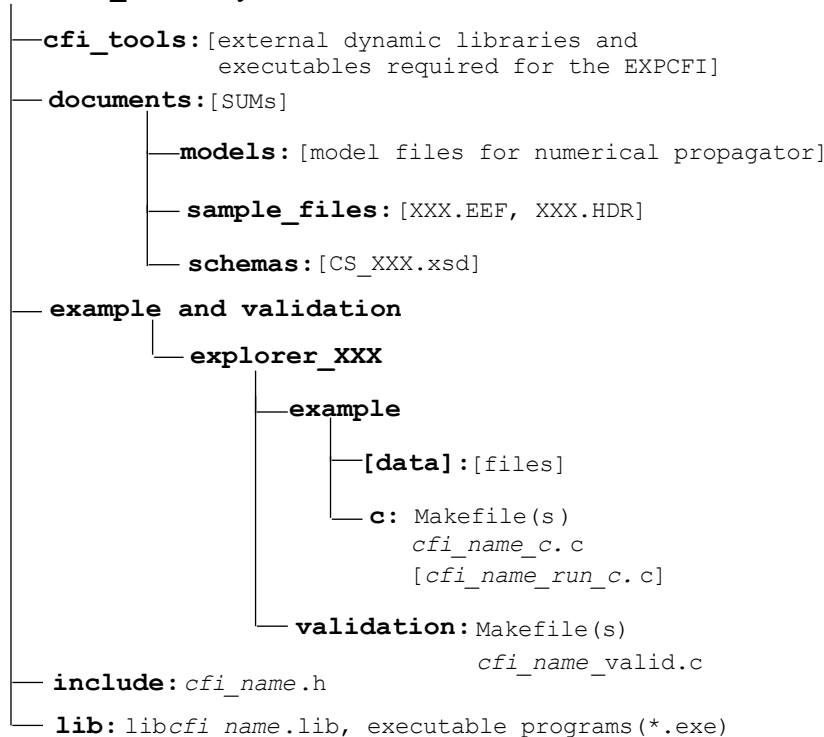 cfi_tools: [external dynamic libraries and
executables required for the EXPCFI]
documents: [SUMs]
models: [model files for numerical propagator]
sample_files: [XXX.EEF, XXX.HDR]
schemas: [CS_XXX.xsd]
example and validation
explorer_XXX
example
[data]: [files]
c: Makefile(s)
cfi_name_c.c
[cfi_name_run_c.c]
validation: Makefile(s)
cfi_name_valid.c
include: cfi_name.h
lib: libcfi_name.lib, executable programs(*.exe)